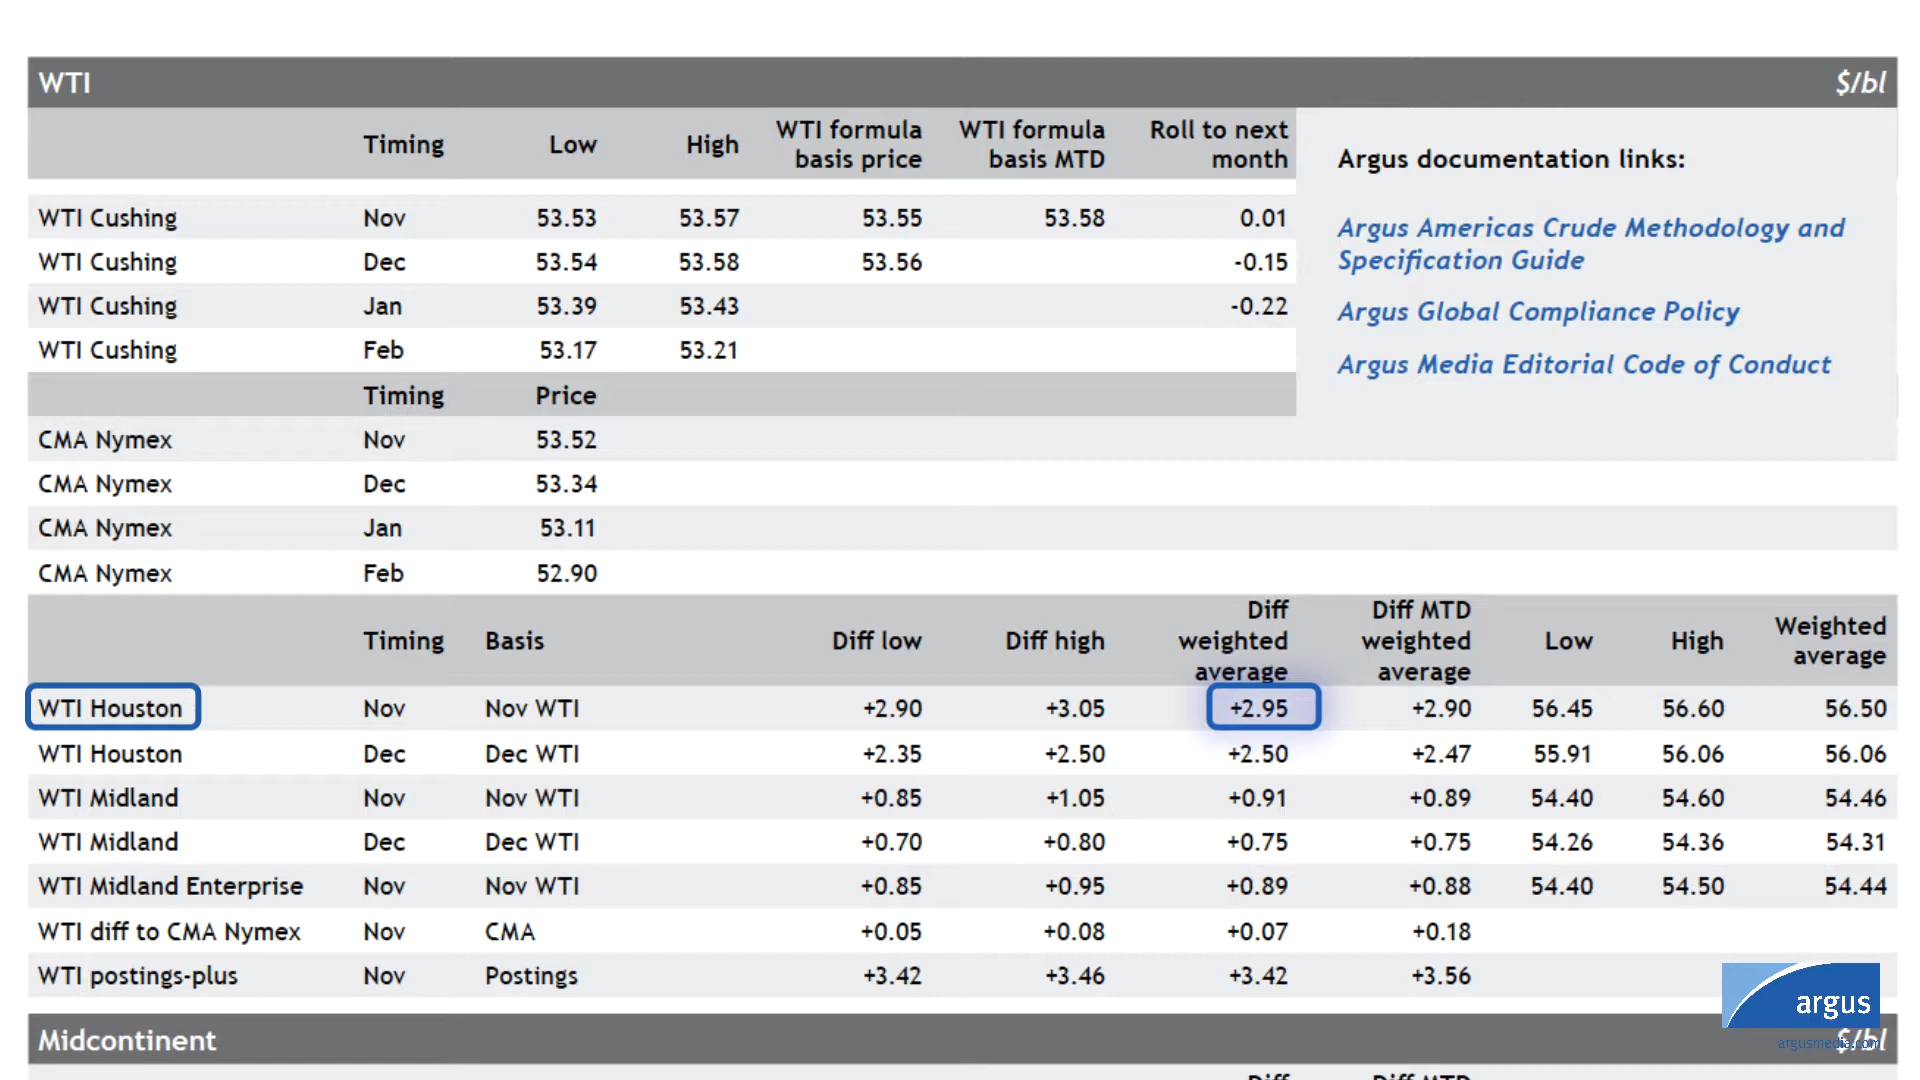 WTI $/bl
Timing Low High WTI formula basis price WTI formula basis MTD Roll to next month
WTI Cushing Nov 53.53 53.57 53.55 53.58 0.01
WTI Cushing Dec 53.54 53.58 53.56 -0.15
WTI Cushing Jan 53.39 53.43 -0.22
WTI Cushing Feb 53.17 53.21
Argus documentation links:
Argus Americas Crude Methodology and
Specification Guide
Argus Global Compliance Policy
Argus Media Editorial Code of Conduct
Timing Price
CMA Nymex Nov 53.52
CMA Nymex Dec 53.34
CMA Nymex Jan 53.11
CMA Nymex Feb 52.90
Timing Basis Diff low Diff high Diff weighted average Diff MTD weighted average Low High Weighted average
WTI Houston Nov Nov WTI +2.90 +3.05 +2.95 +2.90 56.45 56.60 56.50
WTI Houston Dec Dec WTI +2.35 +2.50 +2.50 +2.47 55.91 56.06 56.06
WTI Midland Nov Nov WTI +0.85 +1.05 +0.91 +0.89 54.40 54.60 54.46
WTI Midland Dec Dec WTI +0.70 +0.80 +0.75 +0.75 54.26 54.36 54.31
WTI Midland Enterprise Nov Nov WTI +0.85 +0.95 +0.89 +0.88 54.40 54.50 54.44
WTI diff to CMA Nymex Nov CMA +0.05 +0.08 +0.07 +0.18
WTI postings-plus Nov Postings +3.42 +3.46 +3.42 +3.56
argus
argusmedia.com
Midcontinent $/bl
Diff Diff MTD